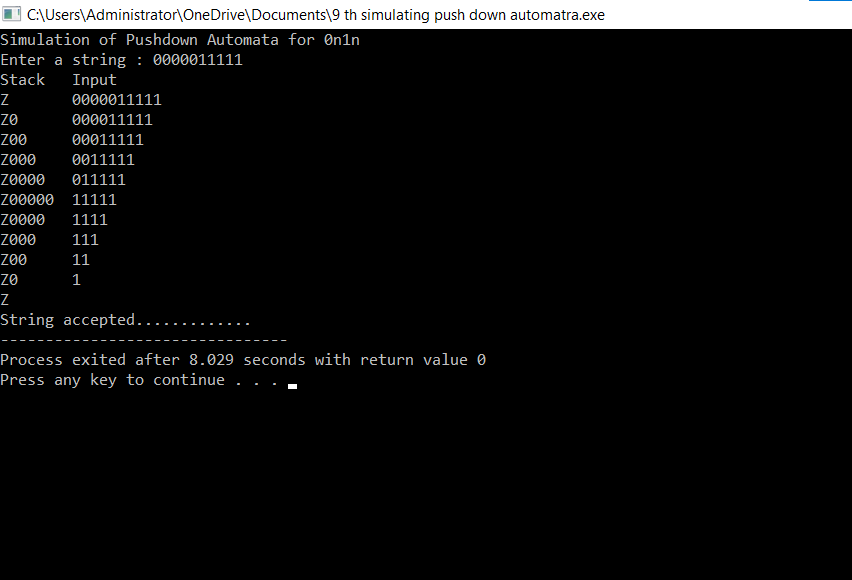 C:\Users\Administrator\OneDrive\Documents\9 th simulating push down automatra.exe
Simulation of Pushdown Automata for 0n1n
Enter a string : 0000011111
Stack   Input
Z       0000011111
Z0      000011111
Z00     00011111
Z000    0011111
Z0000   011111
Z00000  11111
Z0000   1111
Z000    111
Z00     11
Z0      1
Z
String accepted.............
--------------------------------
Process exited after 8.029 seconds with return value 0
Press any key to continue . . .